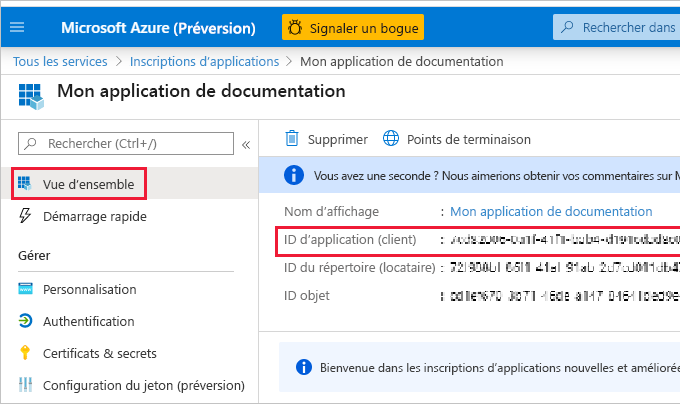 Microsoft Azure (Préversion)
Signaler un bogue
Rechercher dans
Tous les services > Inscriptions d'applications > Mon application de documentation
Mon application de documentation
Rechercher (Ctrl+/)
«
Supprimer
Points de terminaison
Vue d'ensemble
Vous avez une seconde ? Nous aimerions obtenir vos commentaires sur M
Démarrage rapide
Nom d'affichage : Mon application de documentation
ID d'application (client) :
Gérer
ID du répertoire (locataire) :
Personnalisation
ID objet :
Authentification
Certificats & secrets
Bienvenue dans les inscriptions d'applications nouvelles et améliorée
Configuration du jeton (préversion)